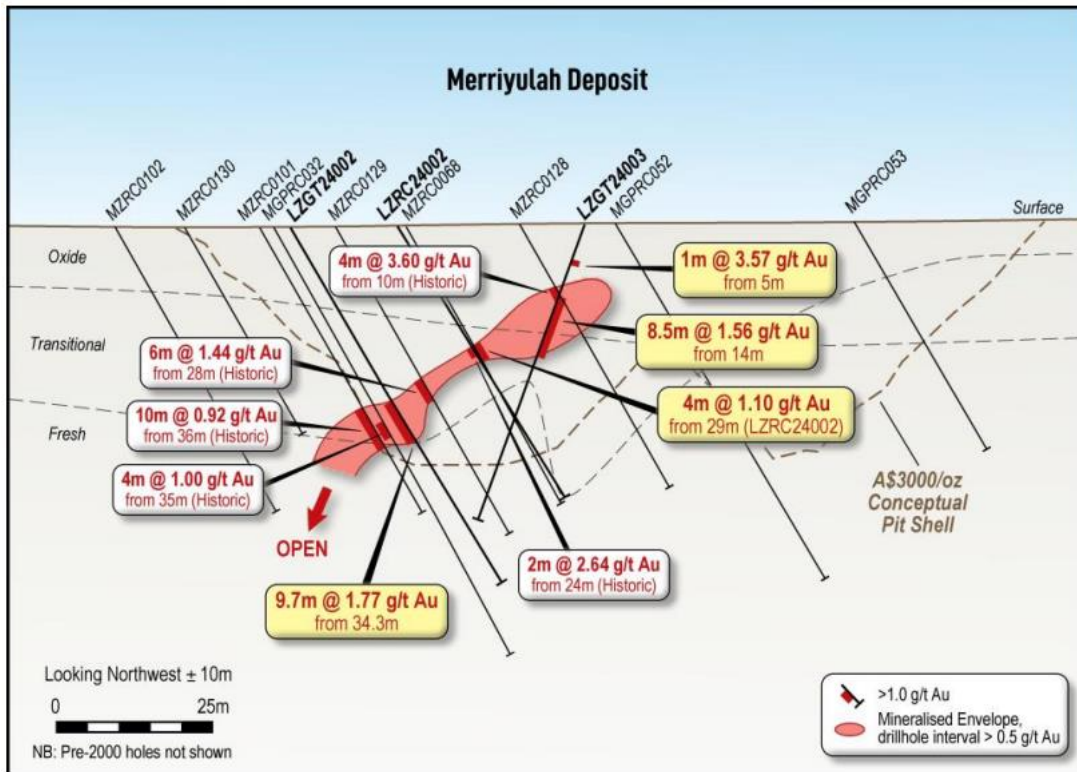 Merriyulah Deposit
MZRC0102
MZRC0130
MZRC0101
MGPRC032
LZGT24002
MZRC0129
LZRC24002
MZRC0068
MZRC0128
LZGT24003
MGPRC052
MGPRC053
Surface
Oxide
4m @ 3.60 g/t Au
from 10m (Historic)
1m @ 3.57 g/t Au
from 5m
Transitional
8.5m @ 1.56 g/t Au
from 14m
6m @ 1.44 g/t Au
from 28m (Historic)
4m @ 1.10 g/t Au
from 29m (LZRC24002)
10m @ 0.92 g/t Au
from 36m (Historic)
Fresh
4m @ 1.00 g/t Au
from 35m (Historic)
A$3000/oz
Conceptual
Pit Shell
OPEN
2m @ 2.64 g/t Au
from 24m (Historic)
9.7m @ 1.77 g/t Au
from 34.3m
Looking Northwest ± 10m
0 25m
NB: Pre-2000 holes not shown
>1.0 g/t Au
Mineralised Envelope,
drillhole interval > 0.5 g/t Au